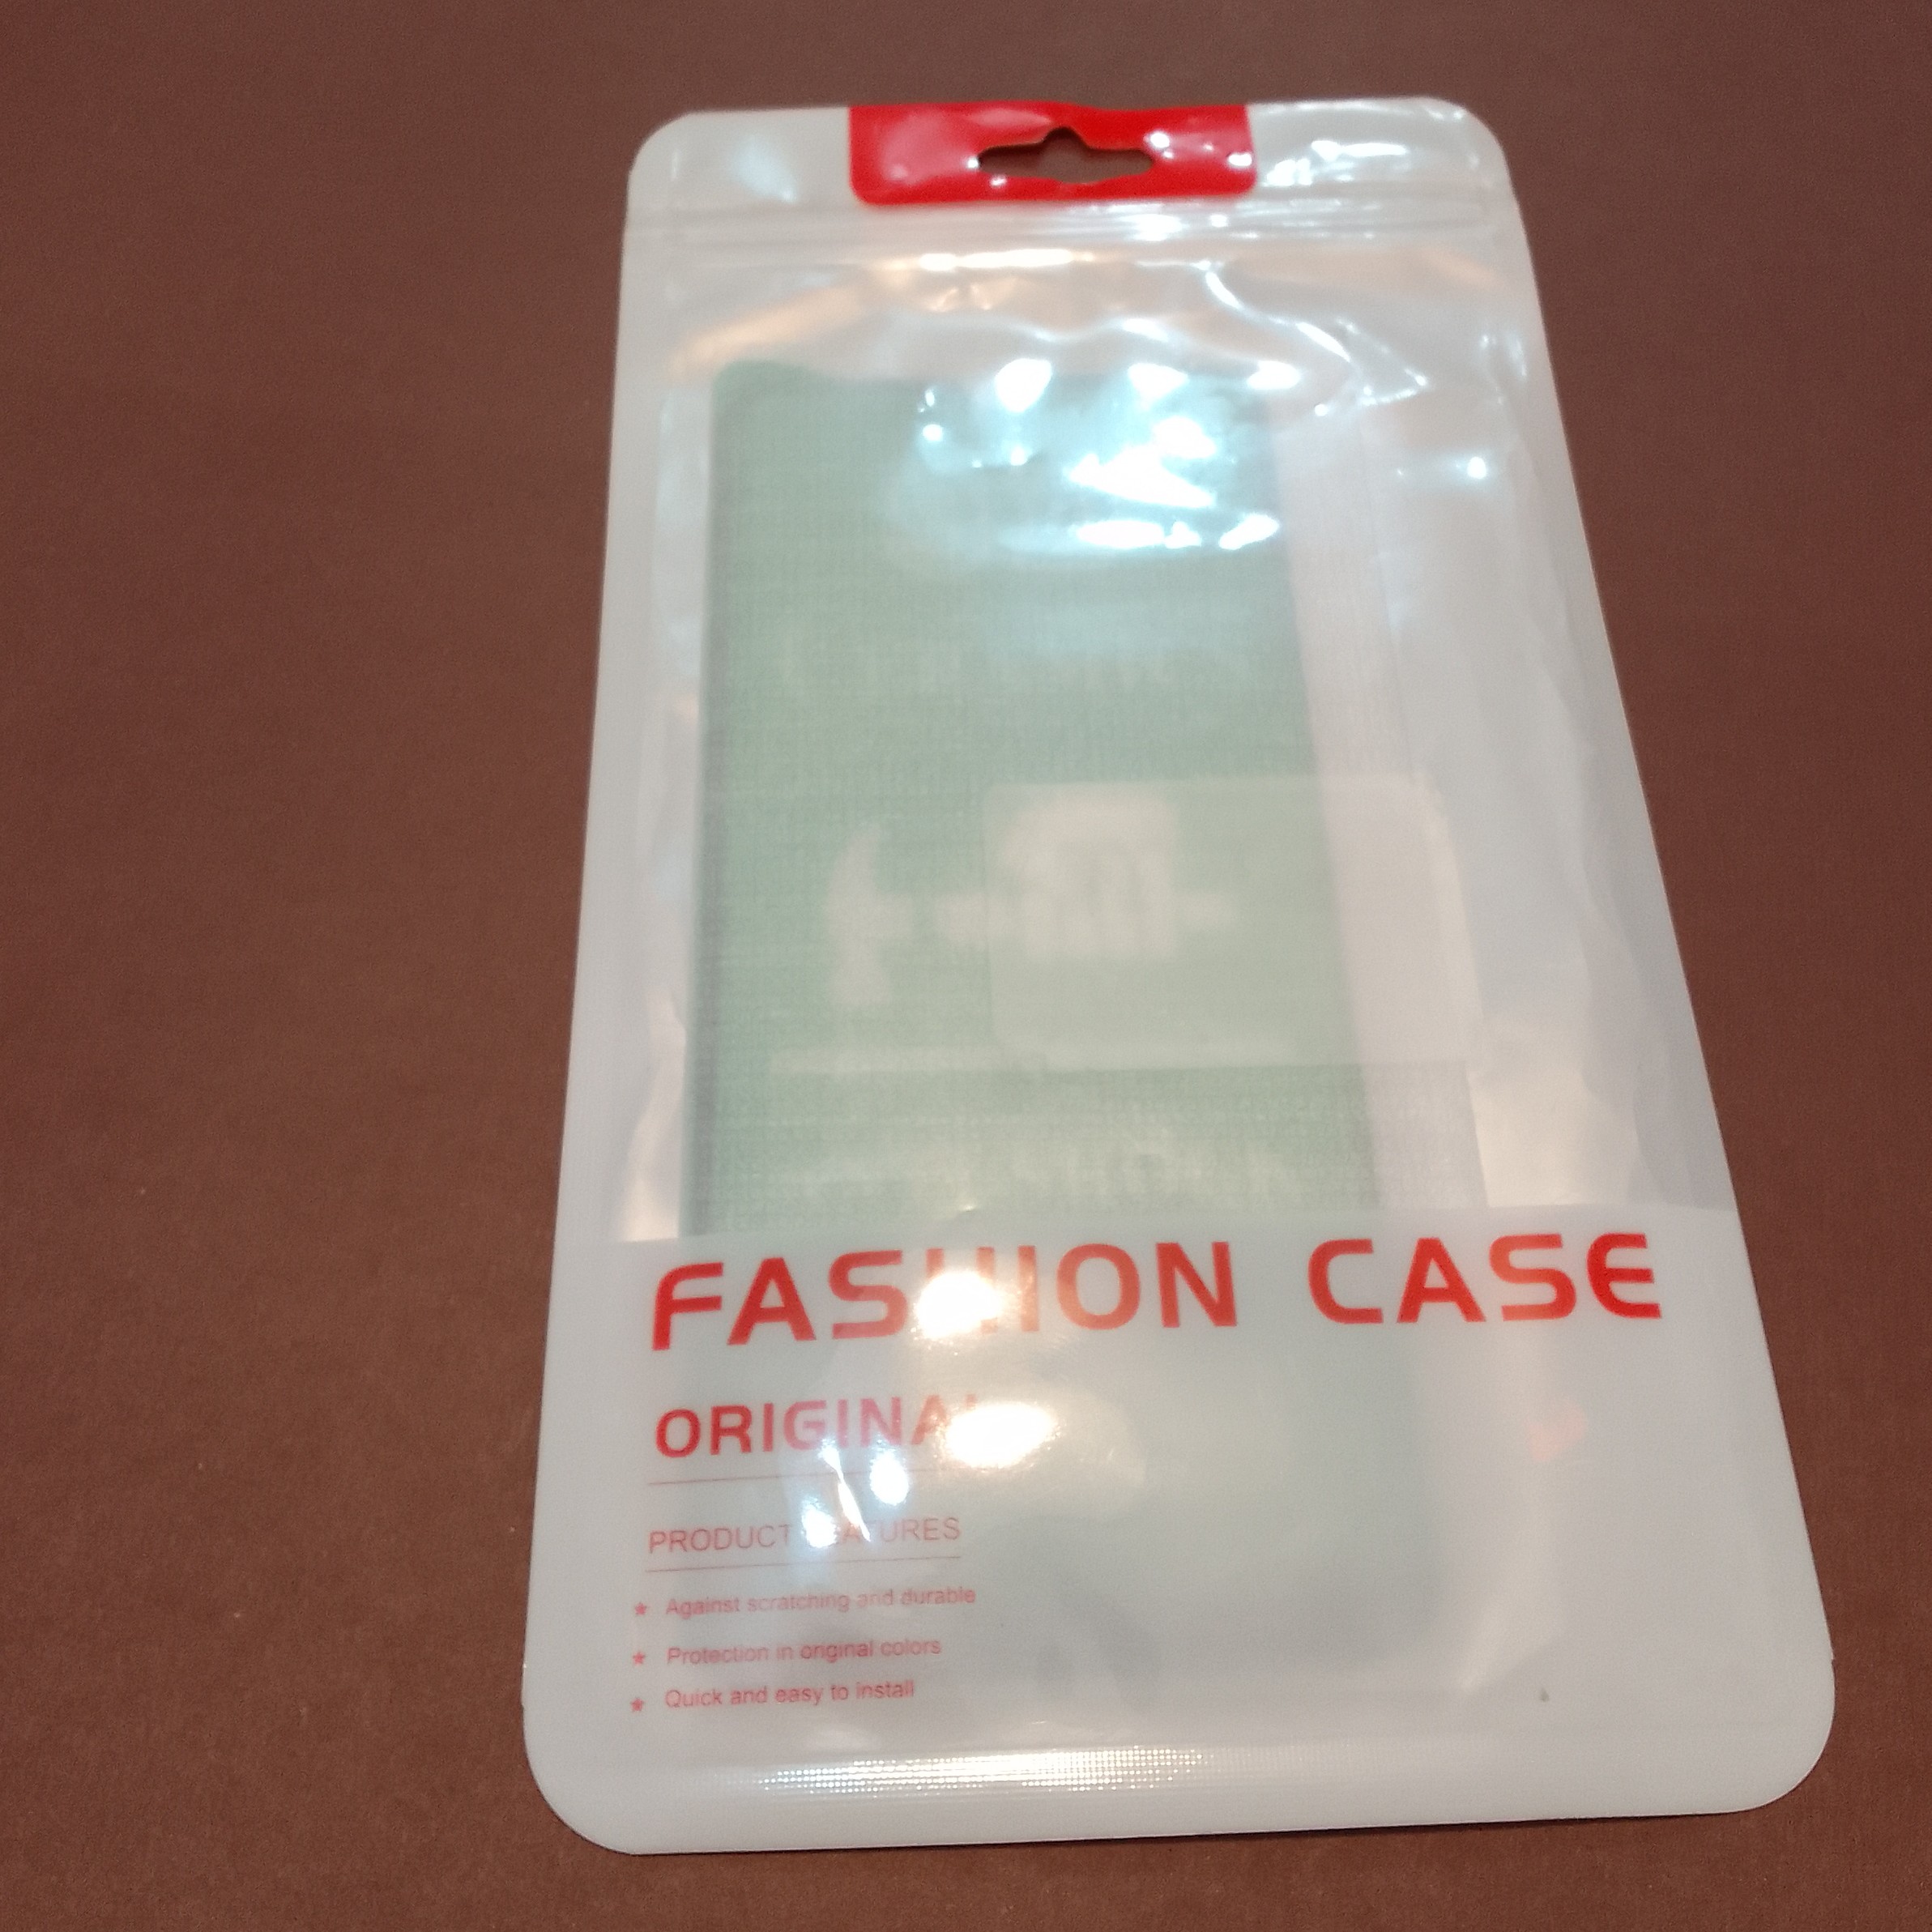 FASHION CASE
ORIGINAL
PRODUCT FEATURES
Against scratching and durable
Protection in original colors
Quick and easy to install